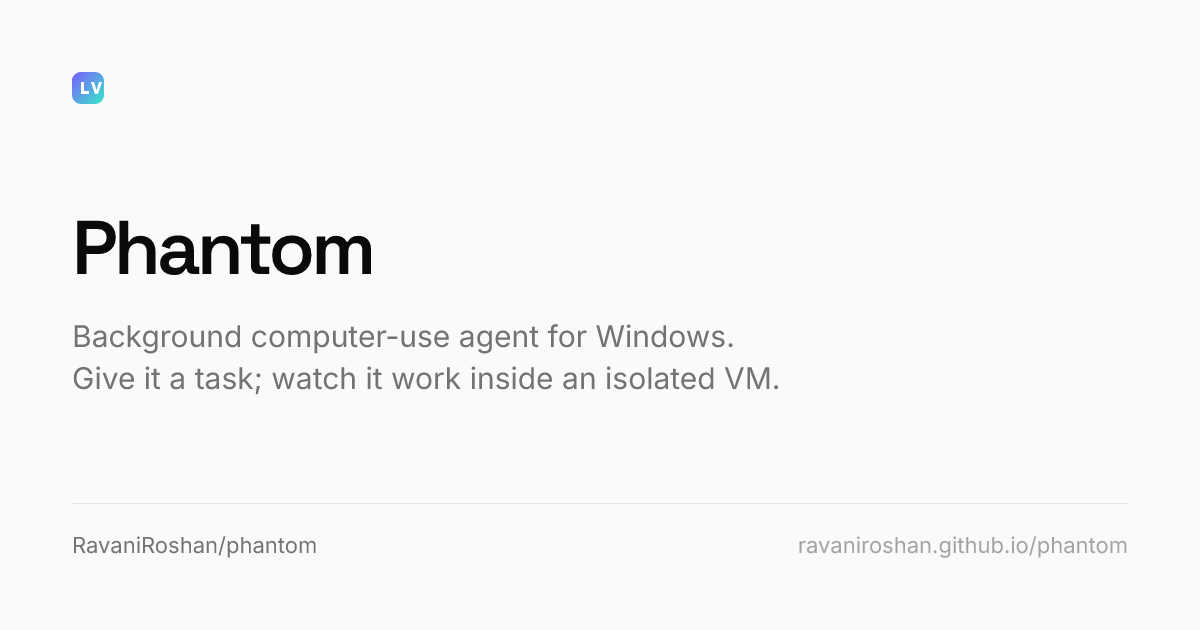 LV
Phantom
Background computer-use agent for Windows.
Give it a task; watch it work inside an isolated VM.
RavaniRoshan/phantom
ravaniroshan.github.io/phantom